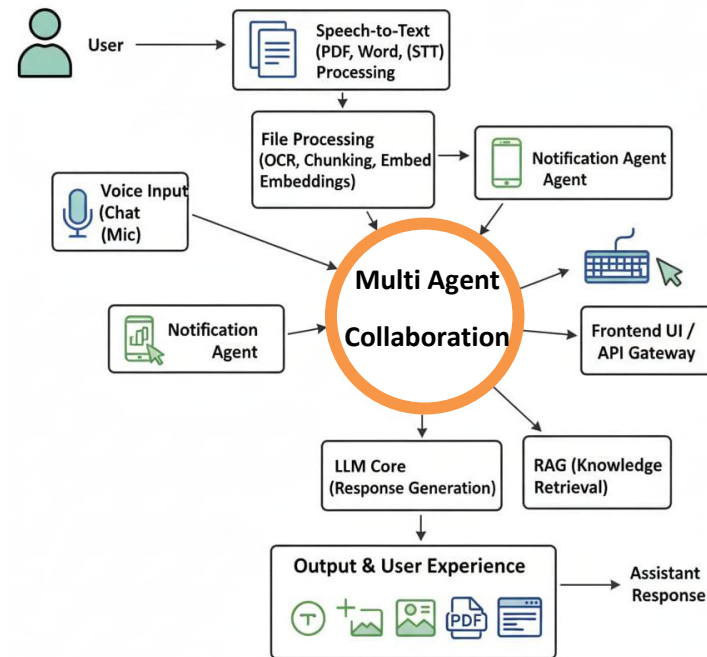 User
Speech-to-Text
(PDF, Word, (STT)
Processing
File Processing
(OCR, Chunking, Embed
Embeddings)
Notification Agent
Agent
Voice Input
(Chat
(Mic)
Multi Agent
Collaboration
Notification
Agent
Frontend UI /
API Gateway
LLM Core
(Response Generation)
RAG (Knowledge
Retrieval)
Output & User Experience
T
PDF
Assistant
Response